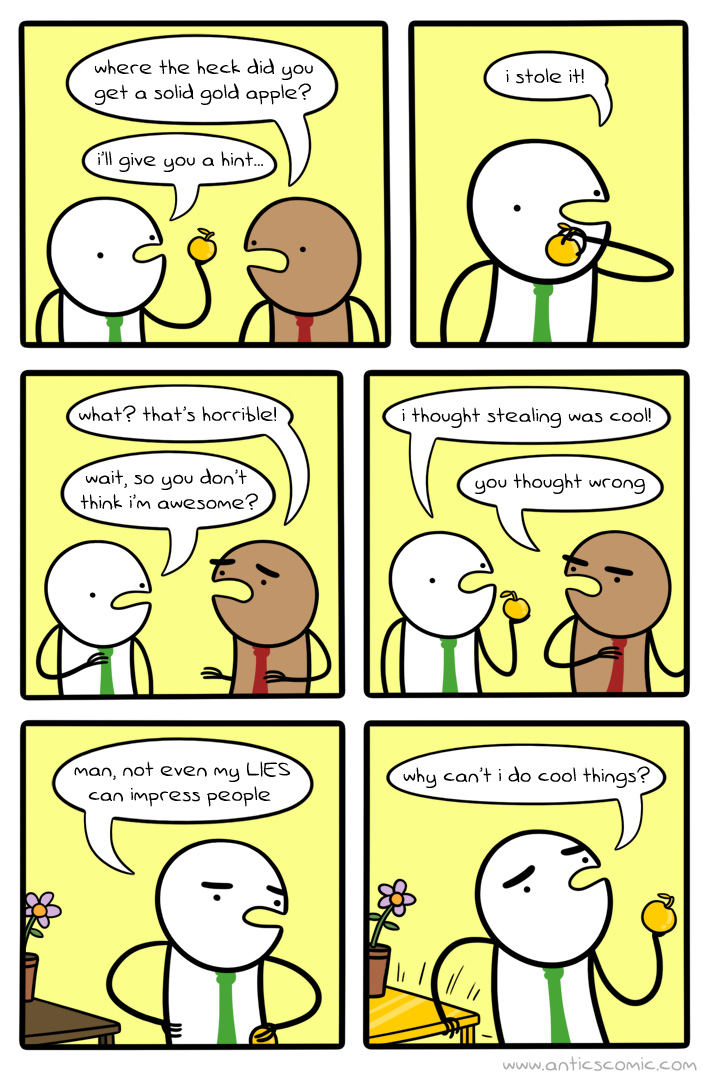 where the heck did you
get a solid gold apple?
i'll give you a hint...
i stole it!
what? that's horrible!
wait, so you don't
think i'm awesome?
i thought stealing was cool!
you thought wrong
man, not even my LIES
can impress people
why can't i do cool things?
www.anticscomic.com